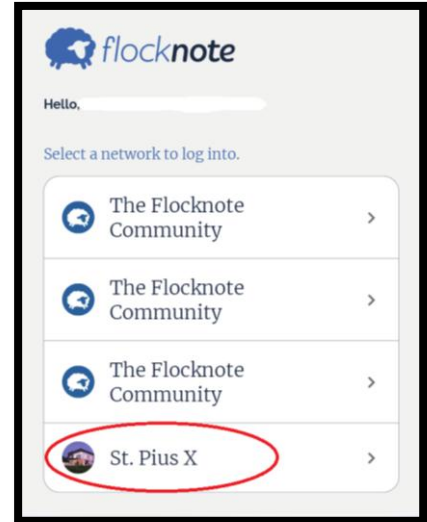 flocknote
Hello,
Select a network to log into.
The Flocknote
Community
The Flocknote
Community
The Flocknote
Community
St. Pius X